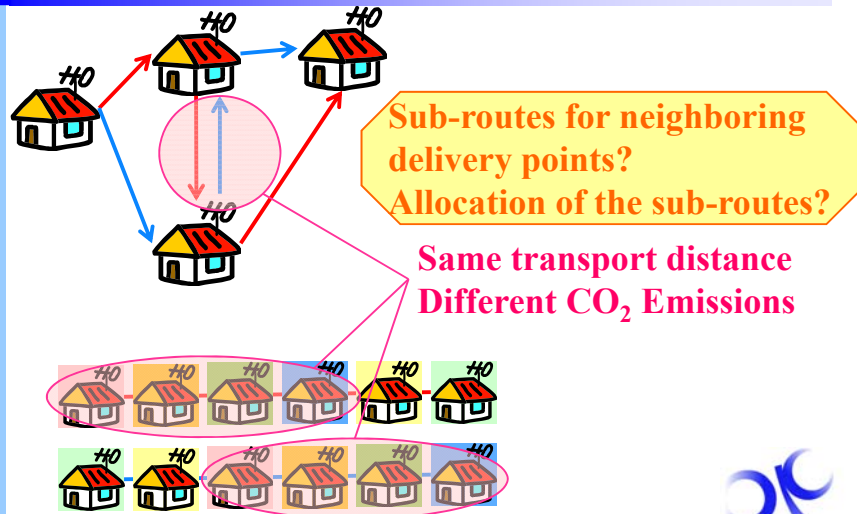 Sub-routes for neighboring
delivery points?
Allocation of the sub-routes?
Same transport distance
Different CO₂ Emissions